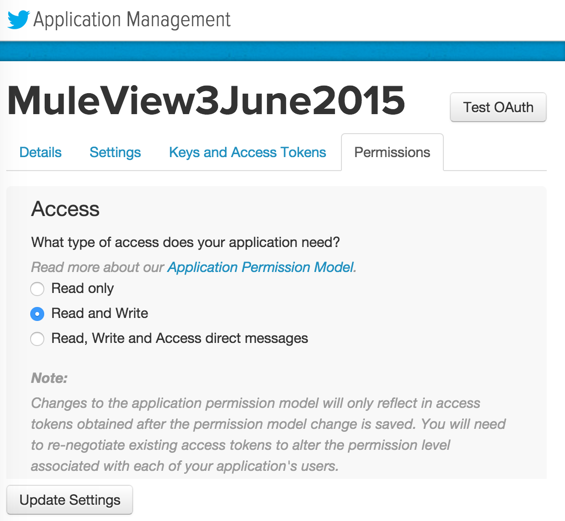 Application Management
MuleView3June2015
Test OAuth
Details Settings Keys and Access Tokens Permissions
Access
What type of access does your application need?
Read more about our Application Permission Model.
Read only
Read and Write
Read, Write and Access direct messages
Note:
Changes to the application permission model will only reflect in access
tokens obtained after the permission model change is saved. You will need
to re-negotiate existing access tokens to alter the permission level
associated with each of your application's users.
Update Settings